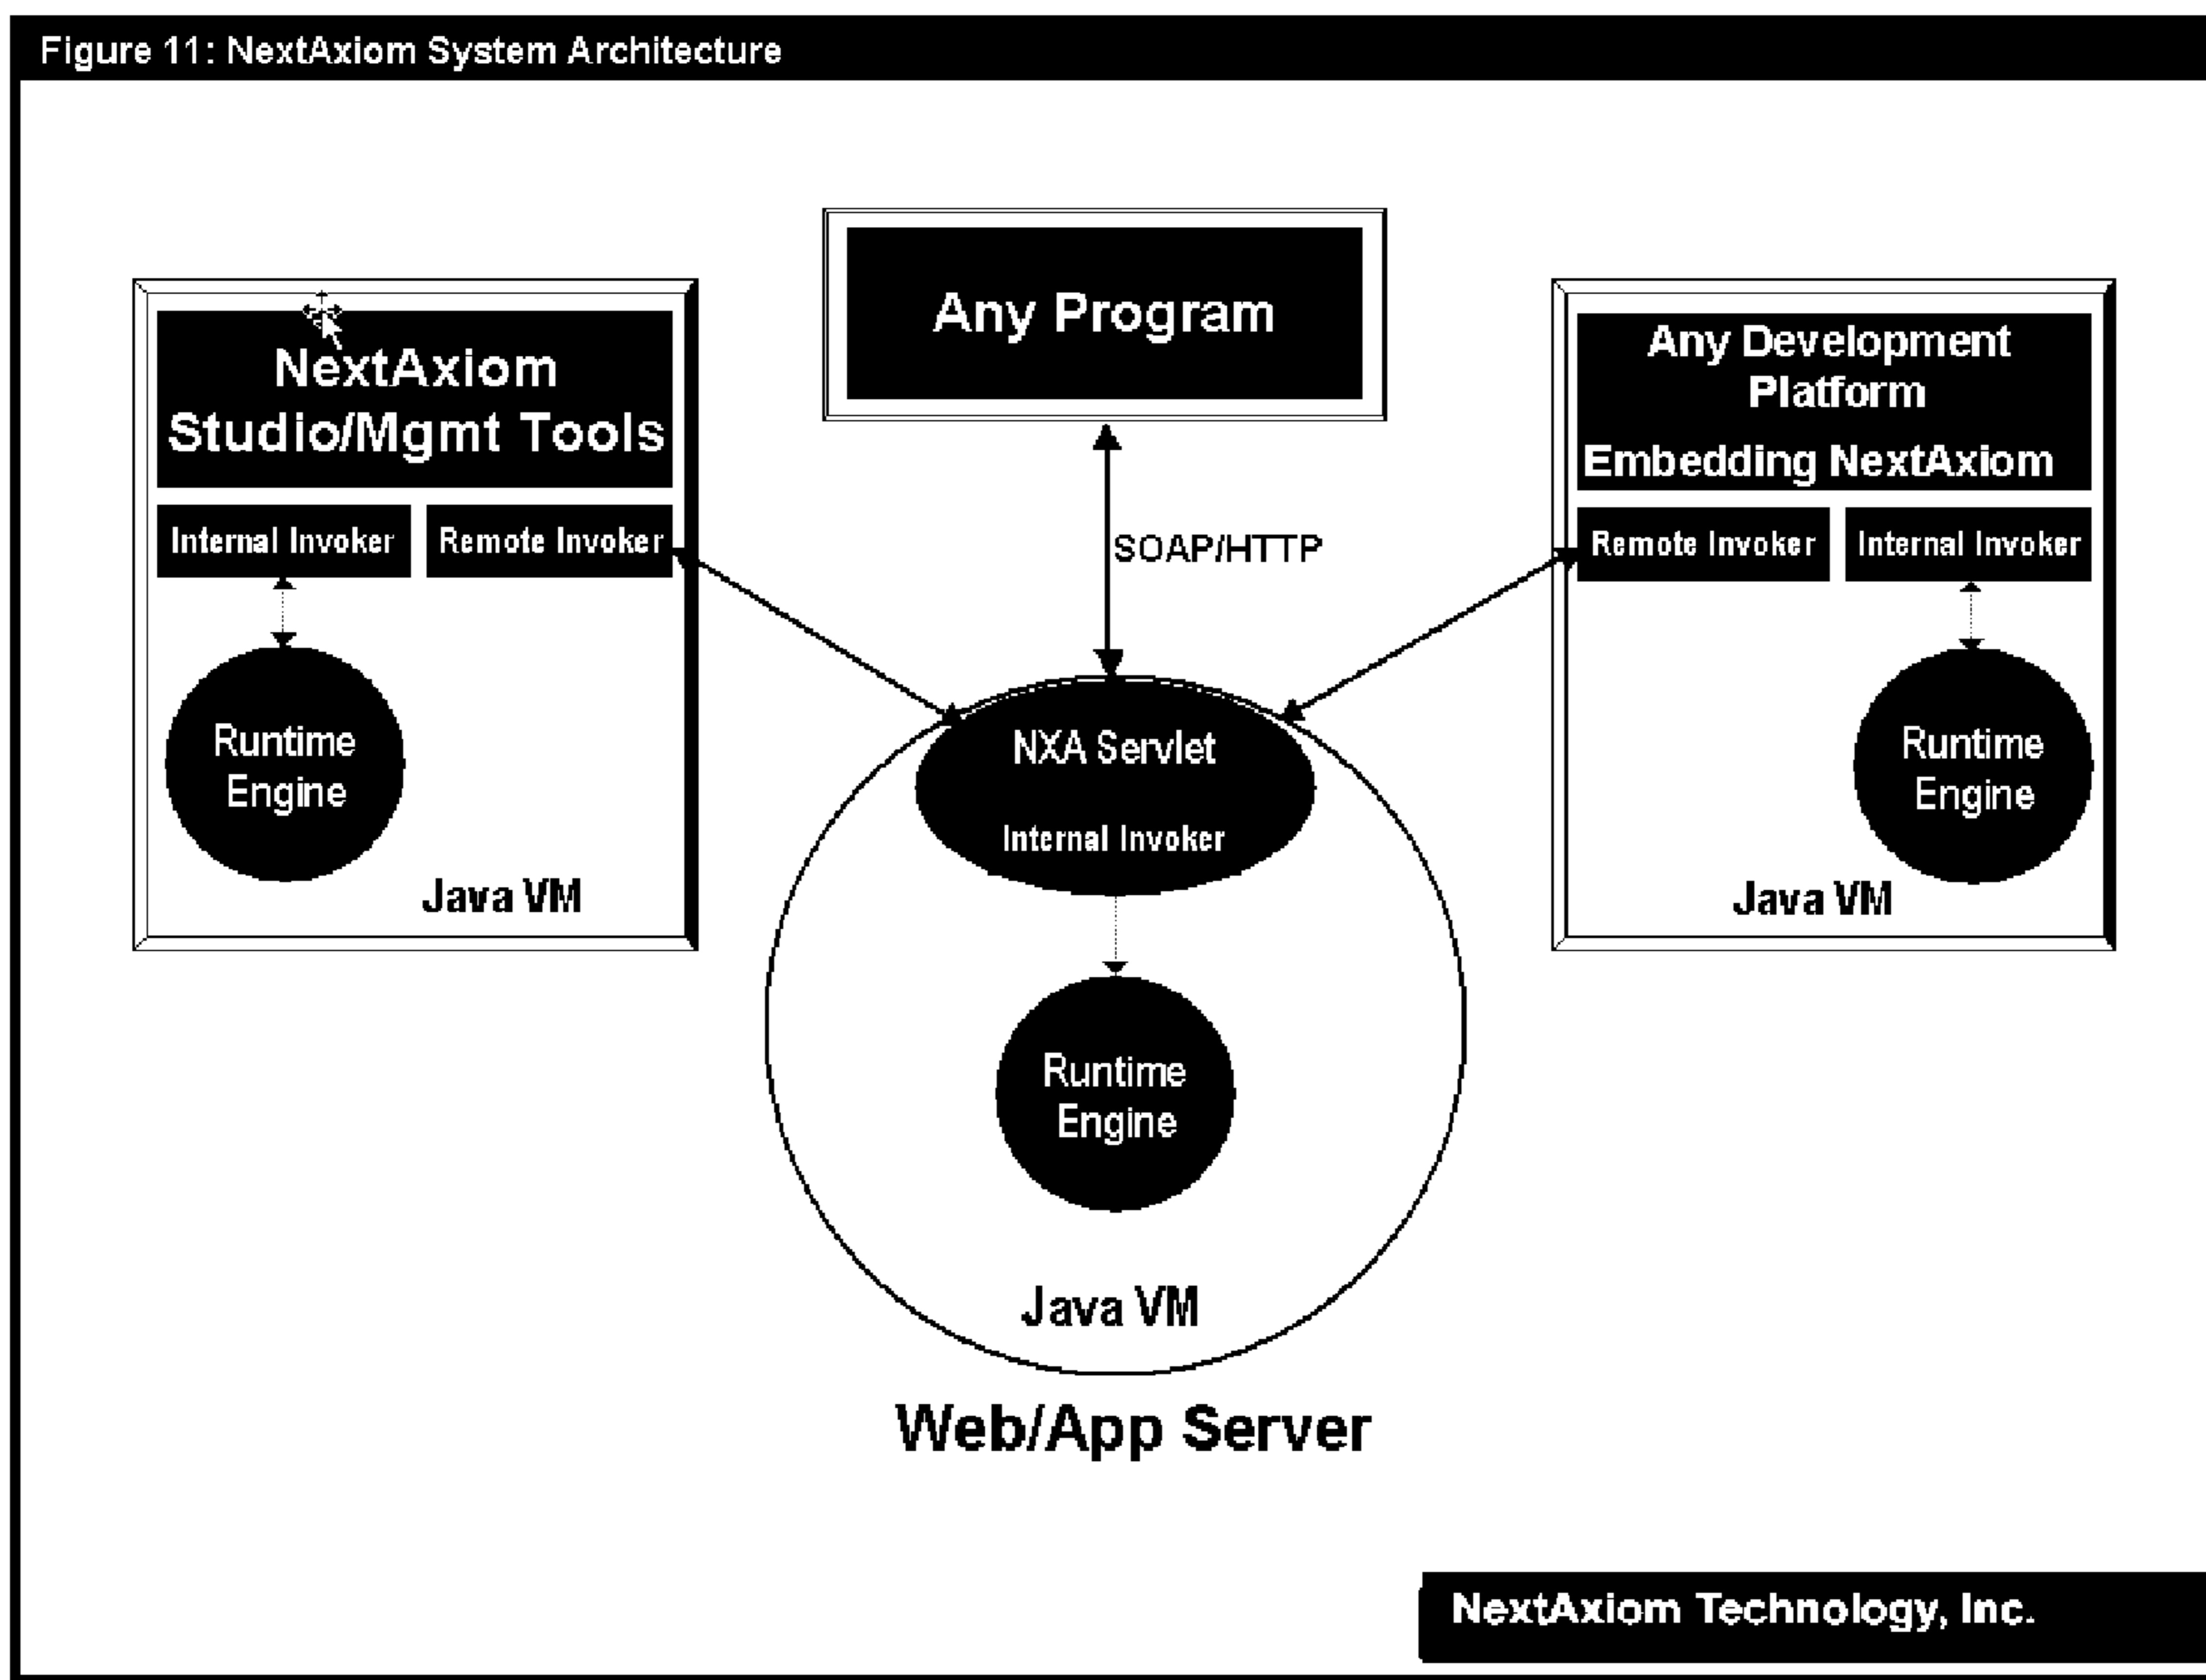 Figure 11: NextAxiom System Architecture
Any Program
NextAxiom
Studio/Mgmt Tools
Internal Invoker
Remote Invoker
Runtime
Engine
Java VM
SOAP/HTTP
Any Development
Platform
Embedding NextAxiom
Remote Invoker
Internal Invoker
Runtime
Engine
Java VM
NXA Servlet
Internal Invoker
Runtime
Engine
Java VM
Web/App Server
NextAxiom Technology, Inc.